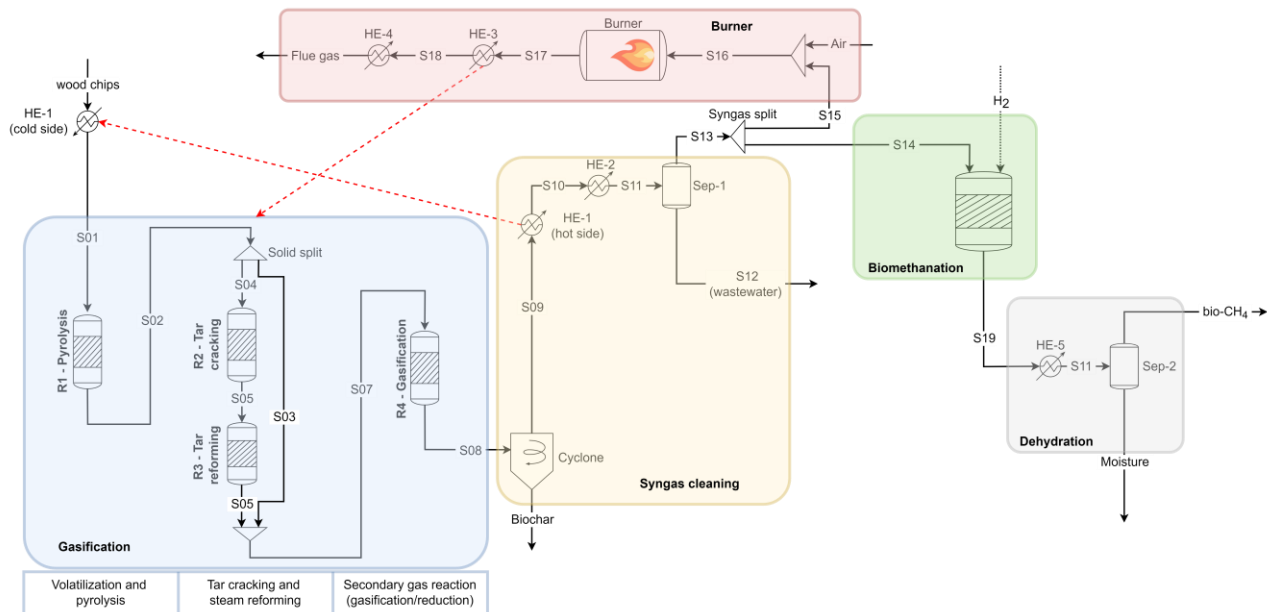 Burner
Burner
HE-4
HE-3
Flue gas
S18
S17
S16
Air
wood chips
HE-1
(cold side)
H2
S15
Syngas split
S13
S14
HE-2
S10
S11
Sep-1
HE-1
(hot side)
S01
Solid split
S04
S12
(wastewater)
Biomethanation
S09
bio-CH4
S02
R1 - Pyrolysis
R2 - Tar
cracking
S07
R4 - Gasification
S19
HE-5
S11
Sep-2
S05
S03
R3 - Tar
reforming
S08
Cyclone
Dehydration
Moisture
S05
Syngas cleaning
Biochar
Gasification
Volatilization and
pyrolysis
Tar cracking and
steam reforming
Secondary gas reaction
(gasification/reduction)